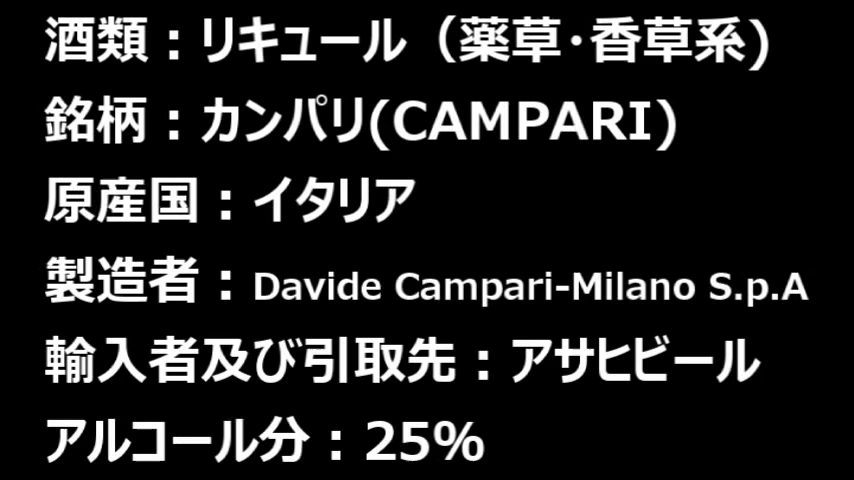 酒類：リキュール（薬草･香草系)
銘柄：カンパリ(CAMPARI)
原産国：イタリア
製造者：Davide Campari-Milano S.p.A
輸入者及び引取先：アサヒビール
アルコール分：25%